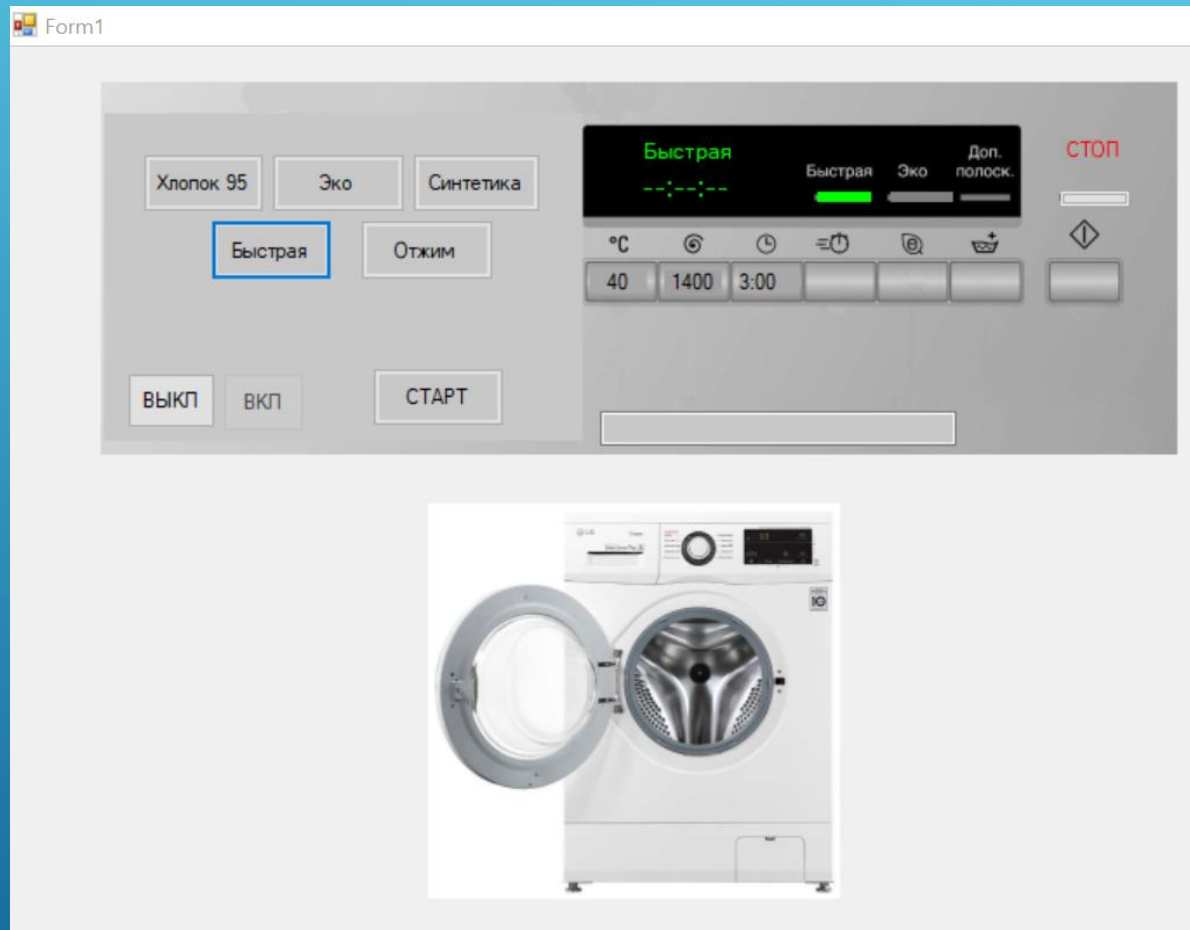 Form1
Хлопок 95
Эко
Синтетика
Быстрая
Отжим
ВЫКЛ
ВКЛ
СТАРТ
Быстрая
--:--:--
Быстрая
Эко
Доп.
полоск.
СТОП
°C
40
1400
3:00
LG